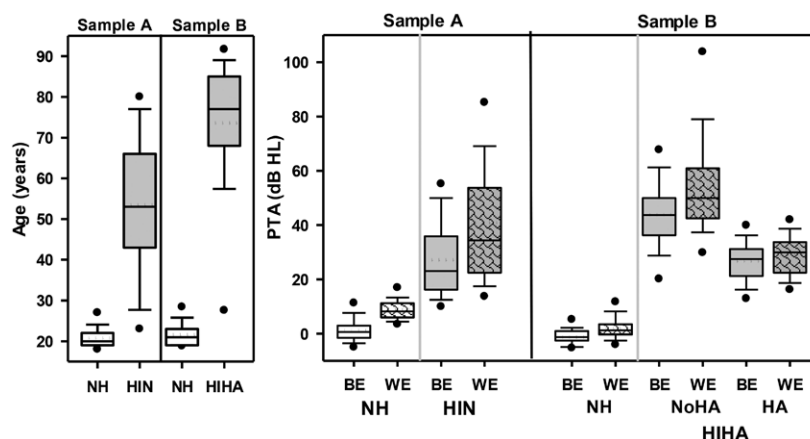 Sample A Sample B
Age (years)
90
80
70
60
50
40
30
20
NH HIN NH HIHA
Sample A Sample B
PTA (dB HL)
100
80
60
40
20
0
BE WE BE WE BE WE BE WE BE WE
NH HIN NH NoHA HA
HIHA